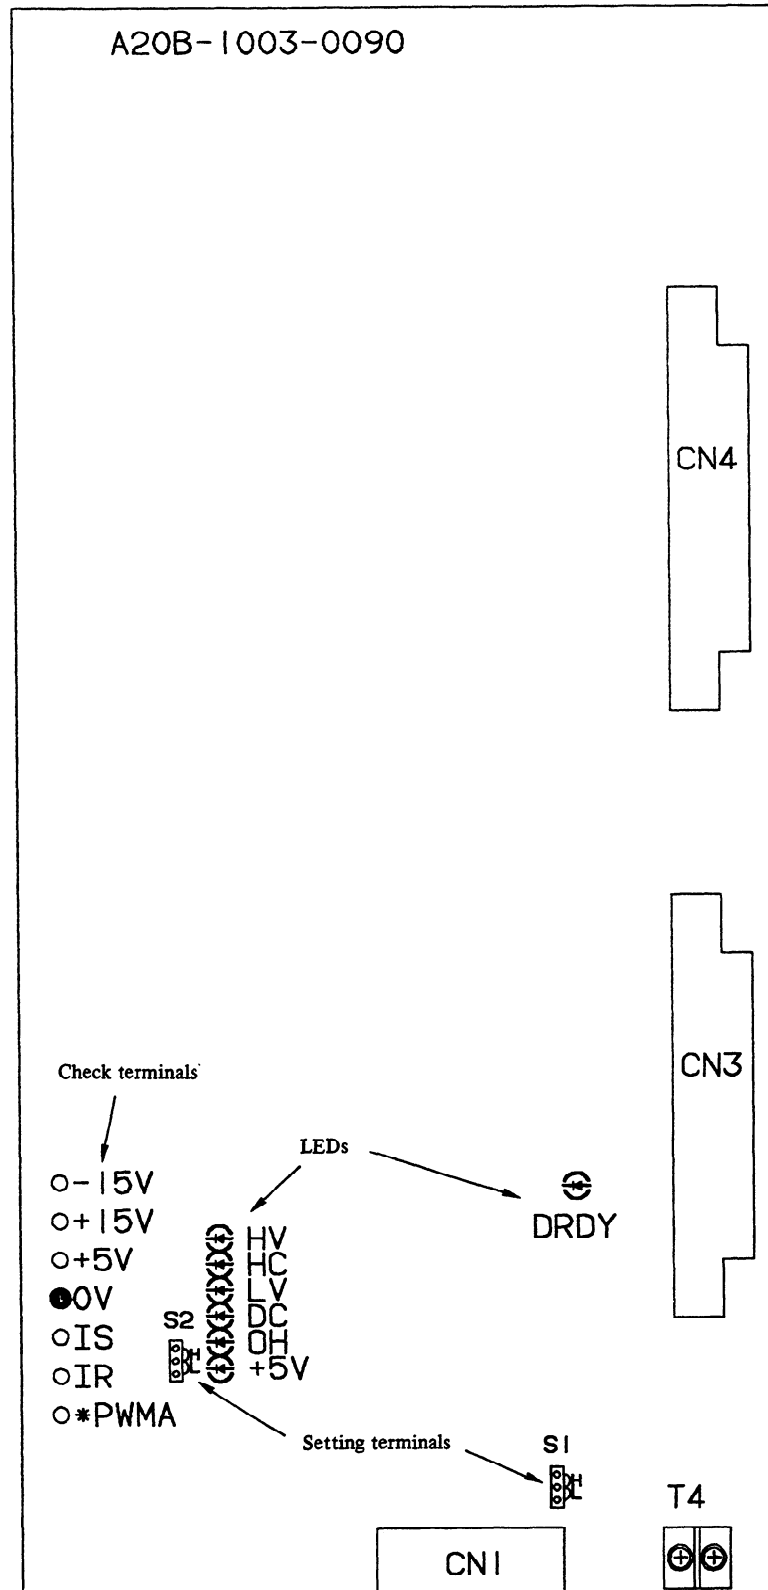 A20B-1003-0090
CN4
CN3
Check terminals
LEDs
-15V
+15V
+5V
0V
IS
IR
*PWMA
HV
HC
LV
DC
OH
+5V
DRDY
S2
H
L
Setting terminals
S1
H
L
T4
CN1